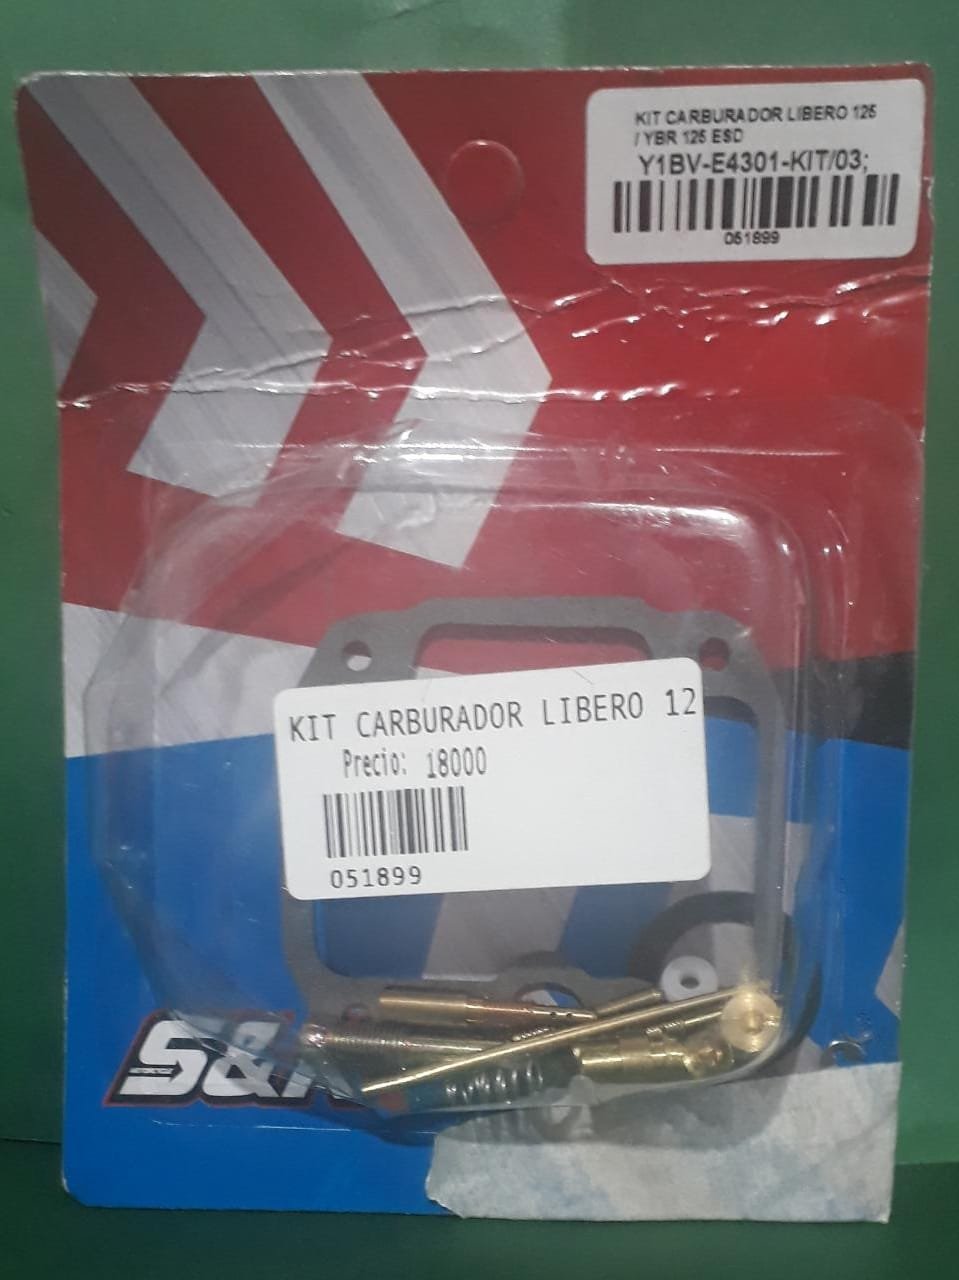 KIT CARBURADOR LIBERO 125
/ YBR 125 ESD
Y1BV-E4301-KIT/03;
051899
KIT CARBURADOR LIBERO 12
Precio: 18000
051899
S&